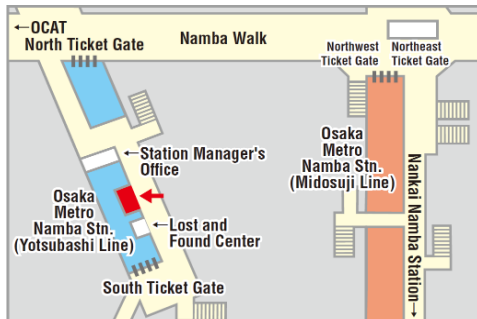 ←OCAT
North Ticket Gate
Namba Walk
Northwest
Ticket Gate
Northeast
Ticket Gate
←Station Manager's
Office
Osaka
Metro
Namba Stn.
(Midosuji Line)
Osaka
Metro
Namba Stn.
(Yotsubashi Line)
←Lost and
Found Center
South Ticket Gate
Nankai Namba Station→